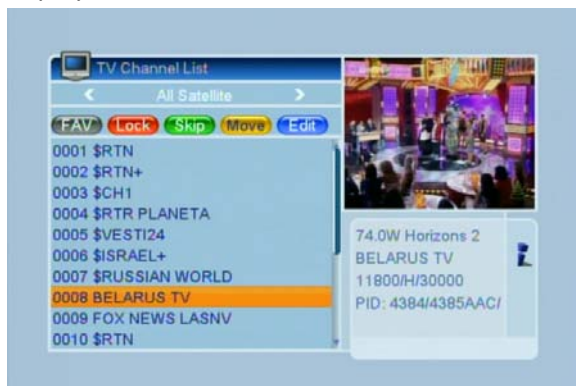 TV Channel List
All Satellite
FAV Lock Skip Move Edit
0001 $RTN
0002 $RTN+
0003 $CH1
0004 $RTR PLANETA
0005 $VESTI24
0006 $ISRAEL+
0007 $RUSSIAN WORLD
0008 BELARUS TV
0009 FOX NEWS LASNV
0010 $RTN
74.0W Horizons 2
BELARUS TV
11800/H/30000
PID: 4384/4385AAC/